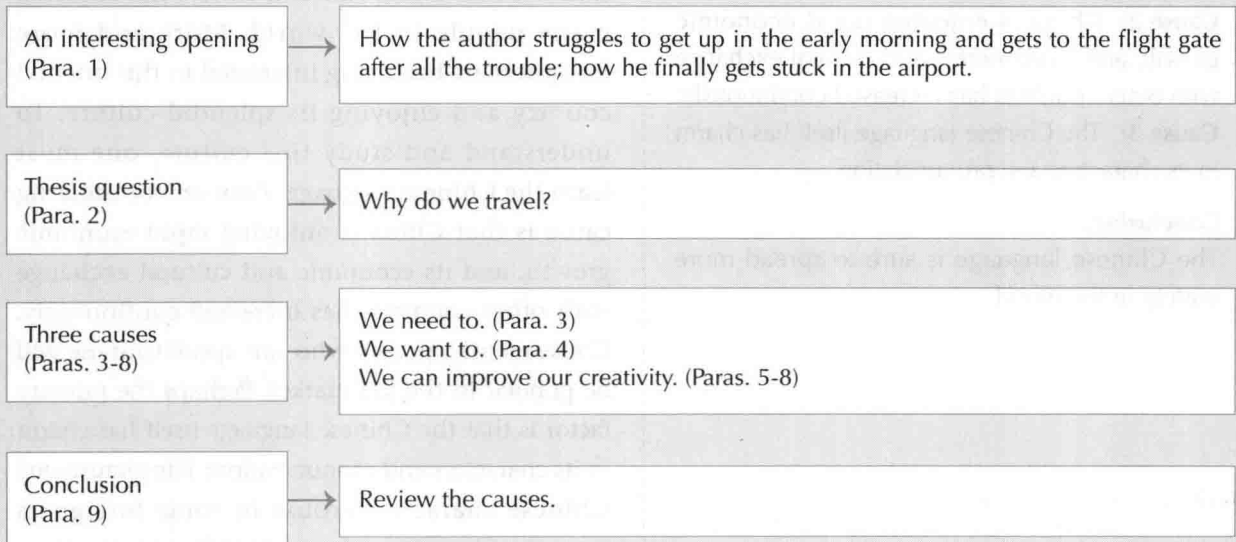 An interesting opening
(Para. 1)
How the author struggles to get up in the early morning and gets to the flight gate
after all the trouble; how he finally gets stuck in the airport.
Thesis question
(Para. 2)
Why do we travel?
Three causes
(Paras. 3-8)
We need to. (Para. 3)
We want to. (Para. 4)
We can improve our creativity. (Paras. 5-8)
Conclusion
(Para. 9)
Review the causes.